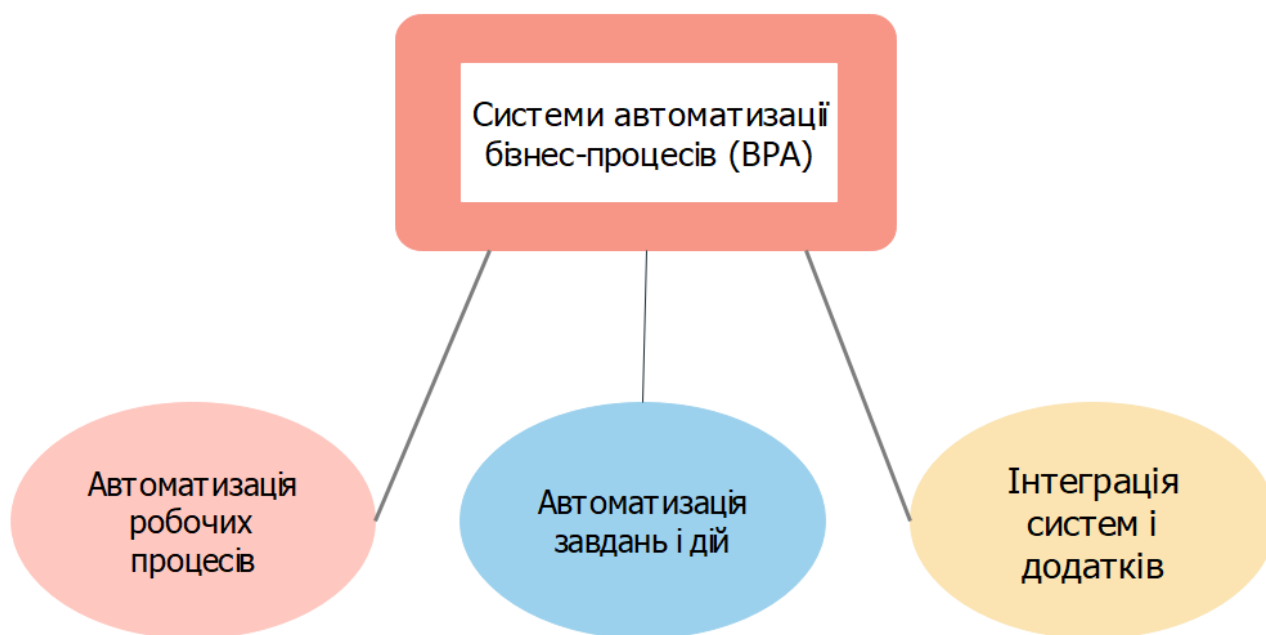 Системи автоматизації
бізнес-процесів (BPA)
Автоматизація
робочих
процесів
Автоматизація
завдань і дій
Інтеграція
систем і
додатків